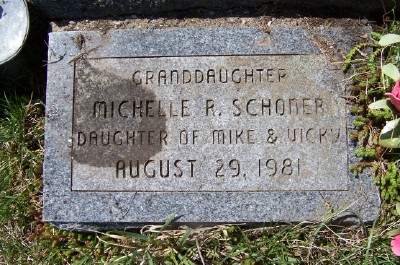 GRANDDAUGHTER
MICHELLE R. SCHONER
DAUGHTER OF MIKE & VICKY
AUGUST 29, 1981